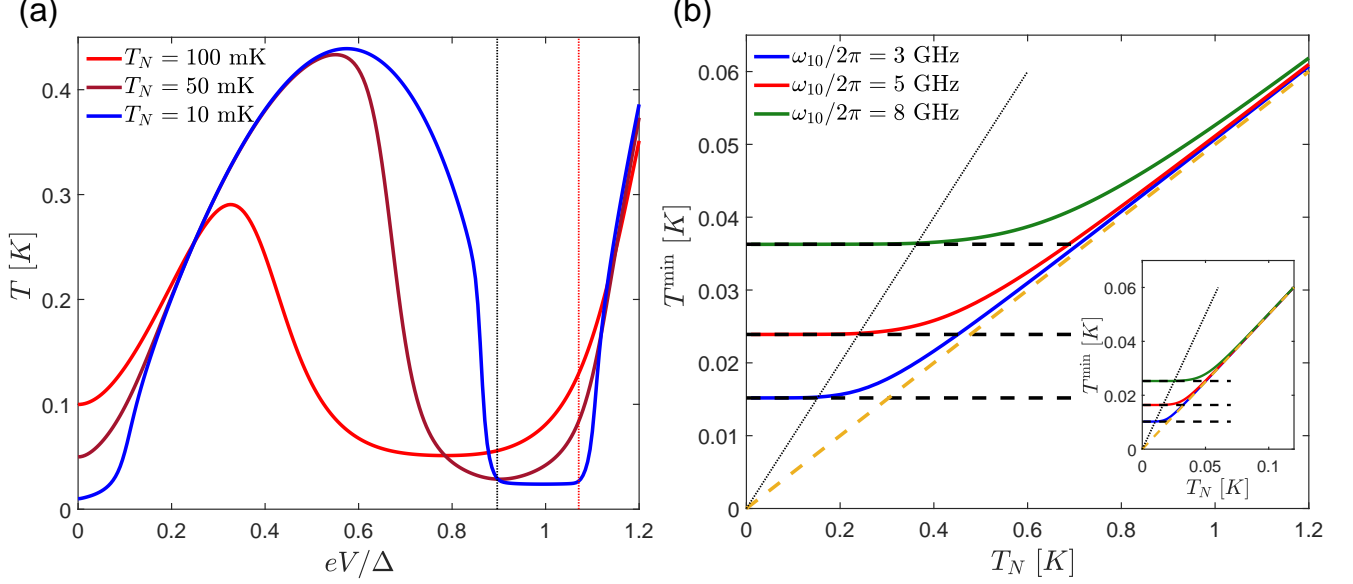 (a)
T_N = 100 mK
T_N = 50 mK
T_N = 10 mK
T [K]
0.4
0.3
0.2
0.1
0
0
0.2
0.4
0.6
0.8
1
1.2
eV/Δ
(b)
ω₁₀/2π = 3 GHz
ω₁₀/2π = 5 GHz
ω₁₀/2π = 8 GHz
T^min [K]
0.06
0.05
0.04
0.03
0.02
0.01
0
0
0.2
0.4
0.6
0.8
1
1.2
T_N [K]
T^min [K]
0.06
0.04
0.02
0
0
0.05
0.1
T_N [K]